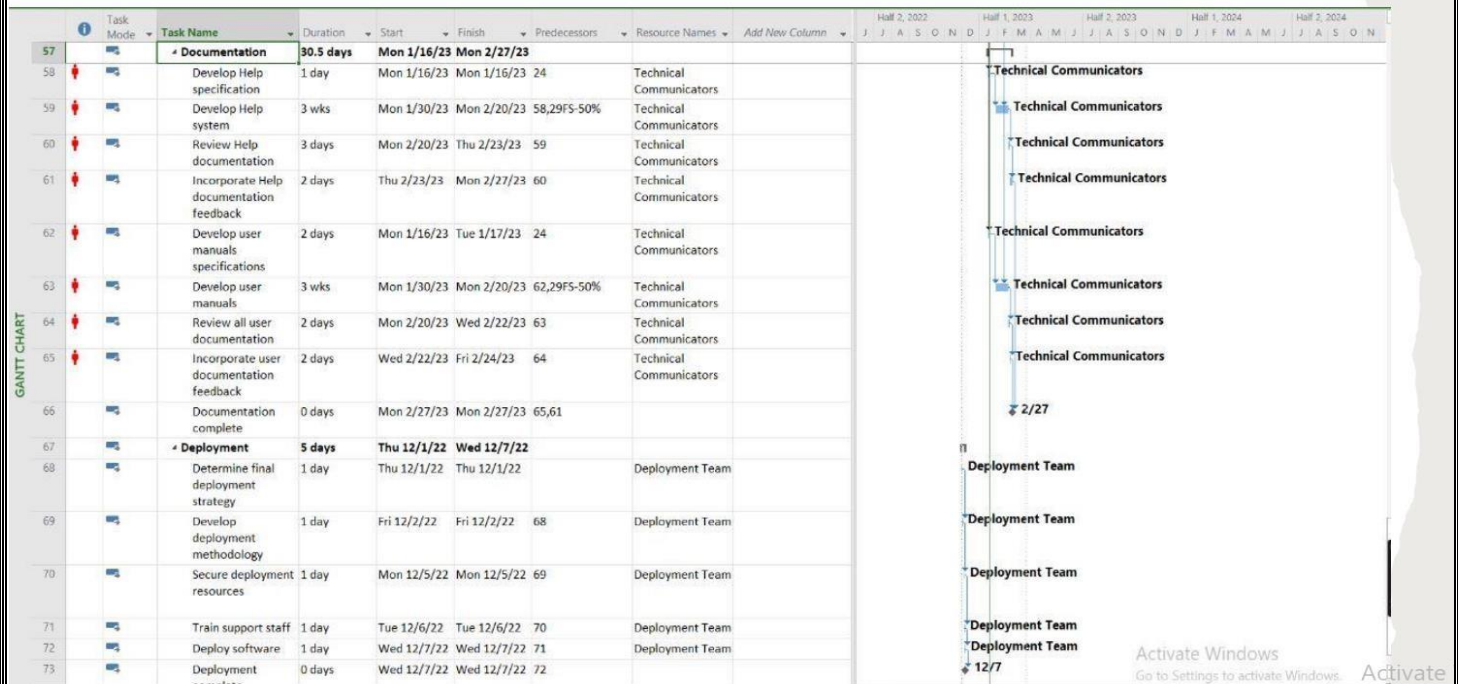 Task Mode Task Name Duration Start Finish Predecessors Resource Names Add New Column
Half 2, 2022 Half 1, 2023 Half 2, 2023 Half 1, 2024 Half 2, 2024
J J A S O N D J F M A M J J A S O N D J F M A M J J A S O N
57 Documentation 30.5 days Mon 1/16/23 Mon 2/27/23
58 Develop Help specification 1 day Mon 1/16/23 Mon 1/16/23 24 Technical Communicators
Technical Communicators
59 Develop Help system 3 wks Mon 1/30/23 Mon 2/20/23 58,29FS-50% Technical Communicators
Technical Communicators
60 Review Help documentation 3 days Mon 2/20/23 Thu 2/23/23 59 Technical Communicators
Technical Communicators
61 Incorporate Help documentation feedback 2 days Thu 2/23/23 Mon 2/27/23 60 Technical Communicators
Technical Communicators
62 Develop user manuals specifications 2 days Mon 1/16/23 Tue 1/17/23 24 Technical Communicators
Technical Communicators
63 Develop user manuals 3 wks Mon 1/30/23 Mon 2/20/23 62,29FS-50% Technical Communicators
Technical Communicators
64 Review all user documentation 2 days Mon 2/20/23 Wed 2/22/23 63 Technical Communicators
Technical Communicators
65 Incorporate user documentation feedback 2 days Wed 2/22/23 Fri 2/24/23 64 Technical Communicators
Technical Communicators
66 Documentation complete 0 days Mon 2/27/23 Mon 2/27/23 65,61
2/27
67 Deployment 5 days Thu 12/1/22 Wed 12/7/22
68 Determine final deployment strategy 1 day Thu 12/1/22 Thu 12/1/22 Deployment Team
Deployment Team
69 Develop deployment methodology 1 day Fri 12/2/22 Fri 12/2/22 68 Deployment Team
Deployment Team
70 Secure deployment resources 1 day Mon 12/5/22 Mon 12/5/22 69 Deployment Team
Deployment Team
71 Train support staff 1 day Tue 12/6/22 Tue 12/6/22 70 Deployment Team
Deployment Team
72 Deploy software 1 day Wed 12/7/22 Wed 12/7/22 71 Deployment Team
Deployment Team
73 Deployment 0 days Wed 12/7/22 Wed 12/7/22 72
12/7
GANTT CHART
Activate Windows
Go to Settings to activate Windows.
Activate